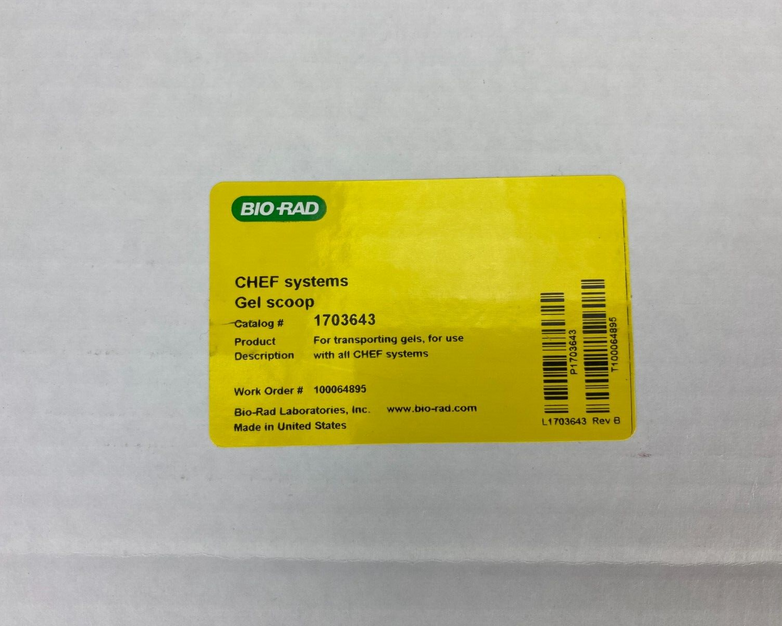 BIO-RAD
CHEF systems
Gel scoop
Catalog # 1703643
Product For transporting gels, for use
Description with all CHEF systems
Work Order # 100064895
Bio-Rad Laboratories, Inc. www.bio-rad.com
Made in United States
P1703643
T100064895
L1703643 Rev B